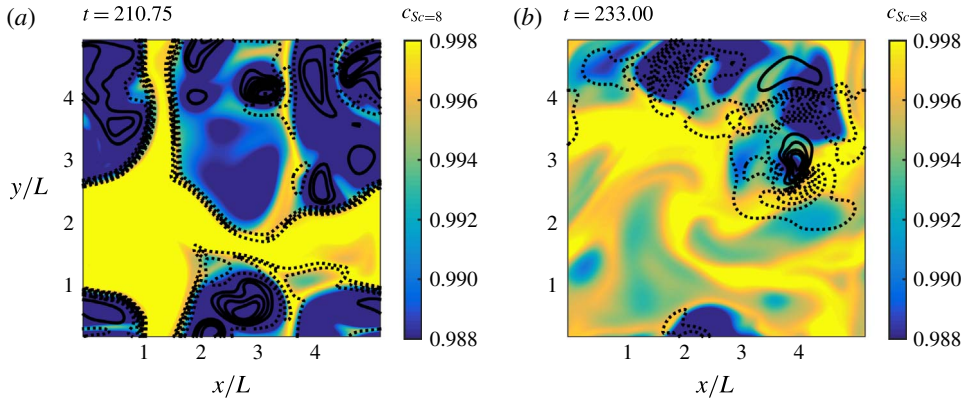 (a) t = 210.75 c_{Sc=8}
0.998
0.996
0.994
0.992
0.990
0.988
4
3
2
1
y/L
1 2 3 4
x/L
(b) t = 233.00 c_{Sc=8}
0.998
0.996
0.994
0.992
0.990
0.988
4
3
2
1
1 2 3 4
x/L